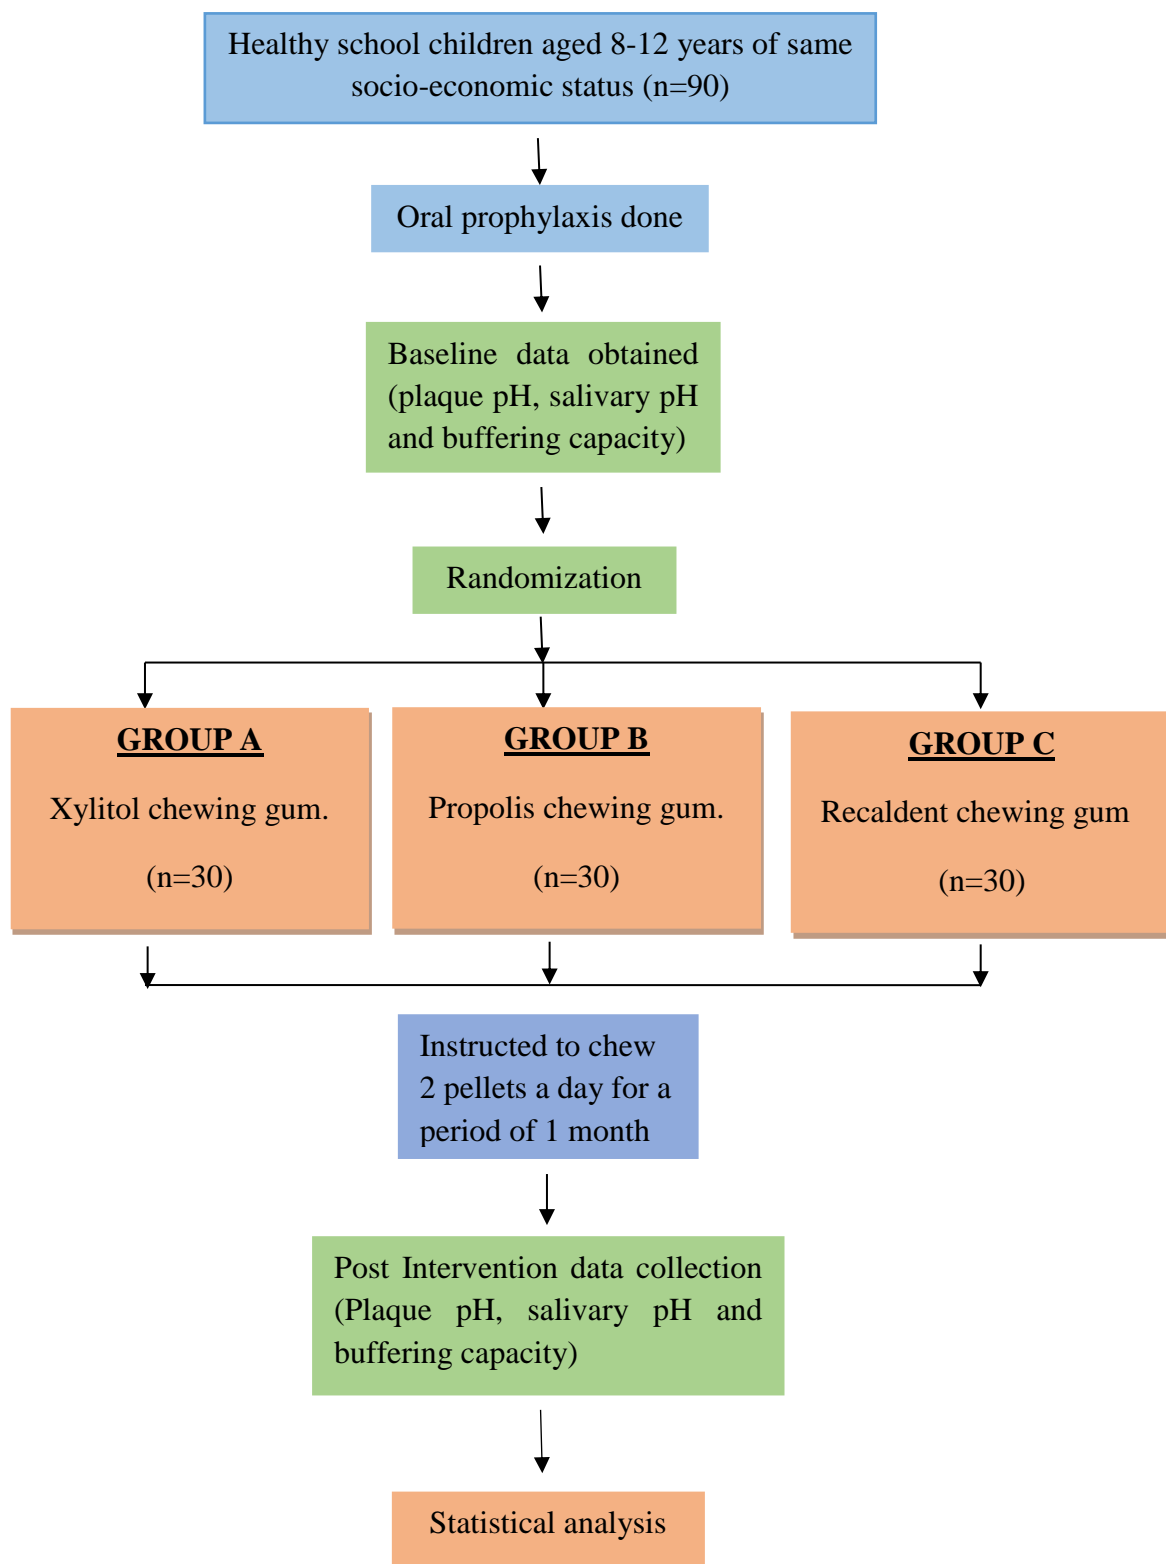 Healthy school children aged 8-12 years of same
socio-economic status (n=90)
Oral prophylaxis done
Baseline data obtained
(plaque pH, salivary pH
and buffering capacity)
Randomization
GROUP A
Xylitol chewing gum.
(n=30)
GROUP B
Propolis chewing gum.
(n=30)
GROUP C
Recaldent chewing gum
(n=30)
Instructed to chew
2 pellets a day for a
period of 1 month
Post Intervention data collection
(Plaque pH, salivary pH and
buffering capacity)
Statistical analysis